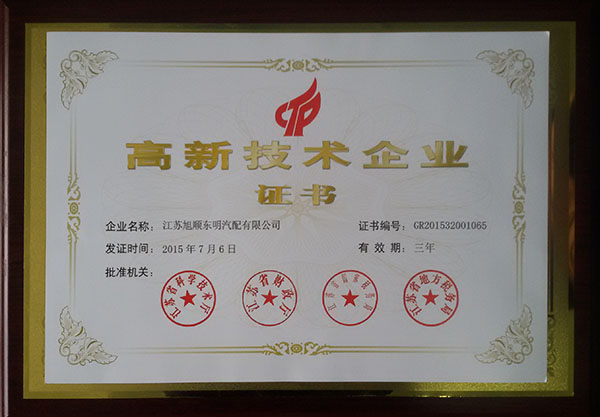 高新技术企业
证书
企业名称：江苏旭顺东明汽配有限公司 证书编号：GR201532001065
发证时间：2015年7月6日 有效期：三年
批准机关：
江苏省科学技术厅 江苏省财政厅 江苏省国家税务局 江苏省地方税务局